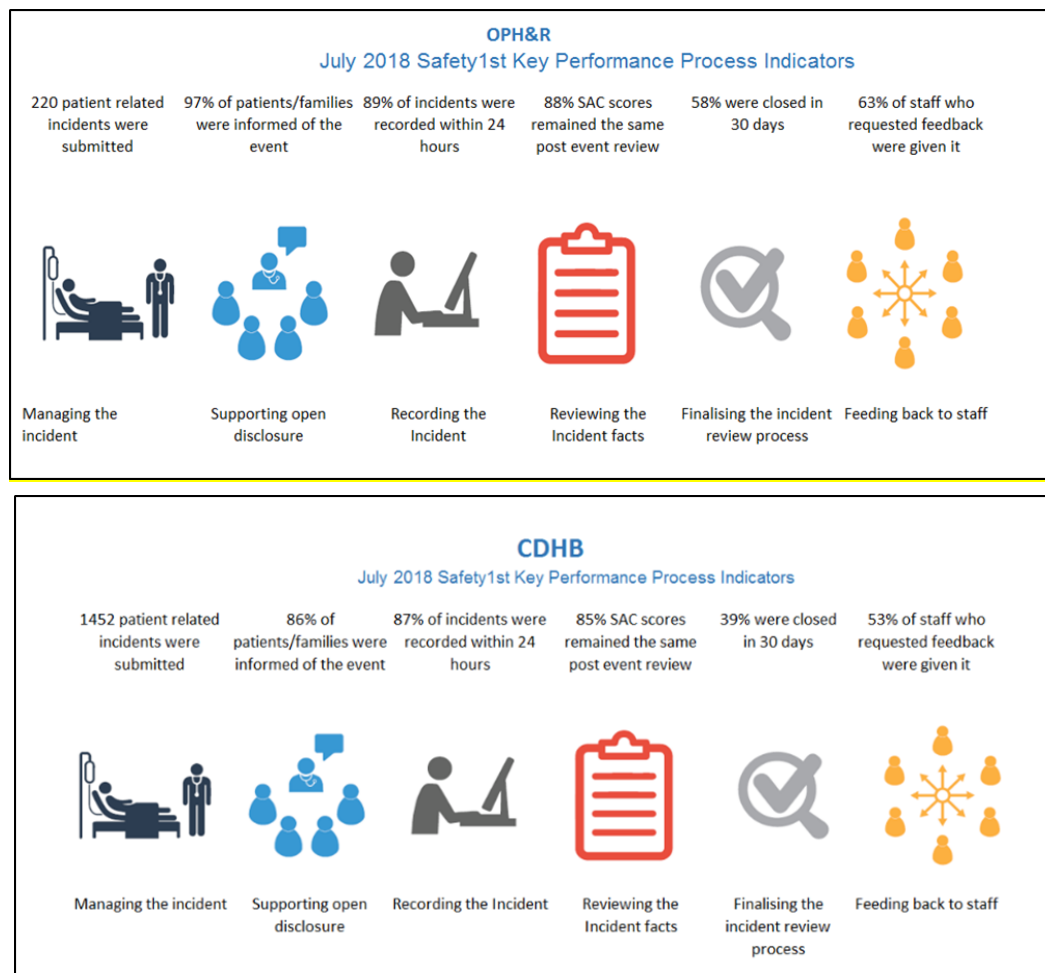 OPH&R
July 2018 Safety1st Key Performance Process Indicators
220 patient related
incidents were
submitted
97% of patients/families
were informed of the
event
89% of incidents were
recorded within 24
hours
88% SAC scores
remained the same
post event review
58% were closed in
30 days
63% of staff who
requested feedback
were given it
Managing the
incident
Supporting open
disclosure
Recording the
Incident
Reviewing the
Incident facts
Finalising the incident
review process
Feeding back to staff
CDHB
July 2018 Safety1st Key Performance Process Indicators
1452 patient related
incidents were
submitted
86% of
patients/families were
informed of the event
87% of incidents were
recorded within 24
hours
85% SAC scores
remained the same
post event review
39% were closed
in 30 days
53% of staff who
requested feedback
were given it
Managing the incident
Supporting open
disclosure
Recording the Incident
Reviewing the
Incident facts
Finalising the
incident review
process
Feeding back to staff